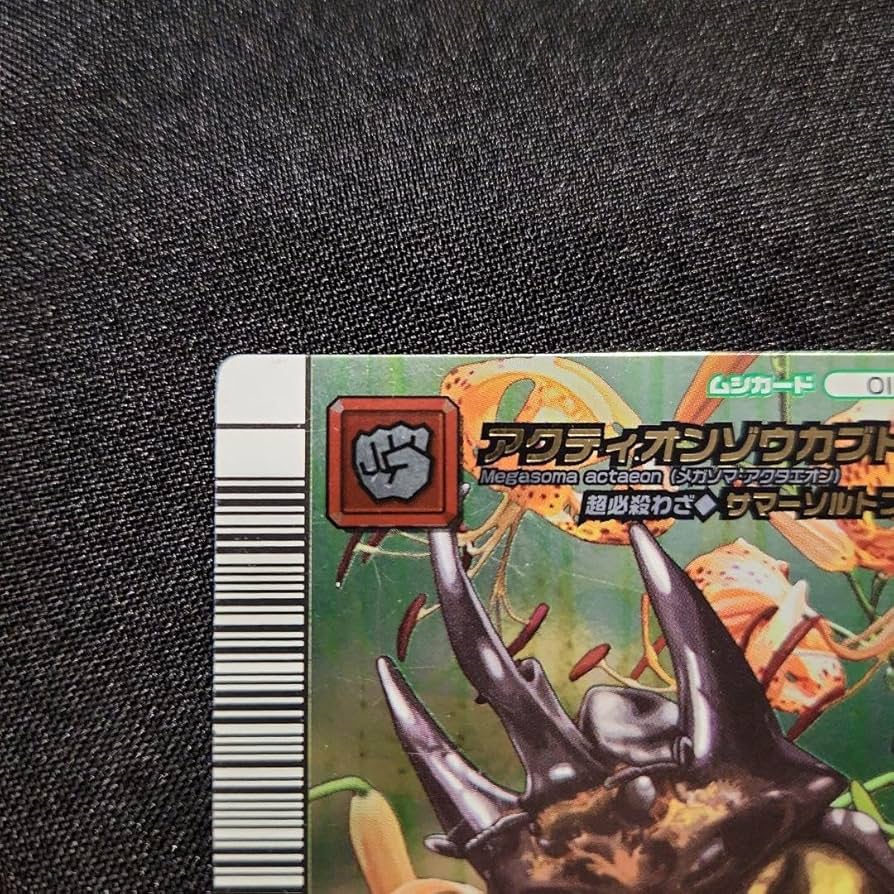 ムシカード 01
アクティオンゾウカブト
Megasoma actaeon (メガソマ・アクタエオン)
超必殺わざ◆サマーソルト